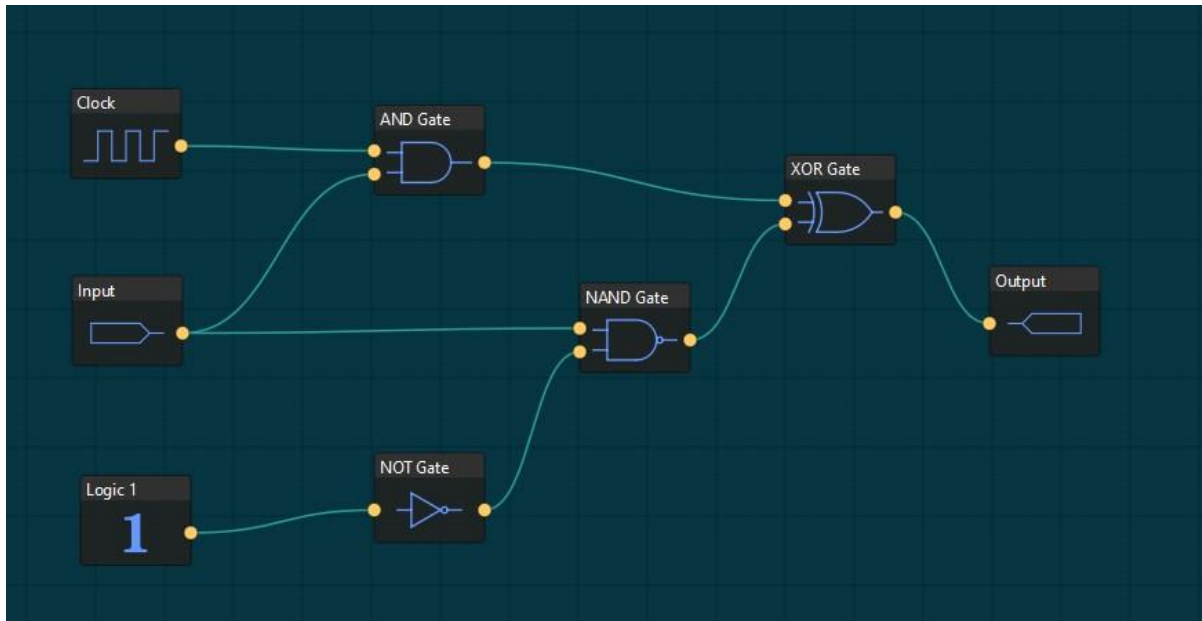 Clock
AND Gate
XOR Gate
Input
NAND Gate
Output
NOT Gate
Logic 1
1